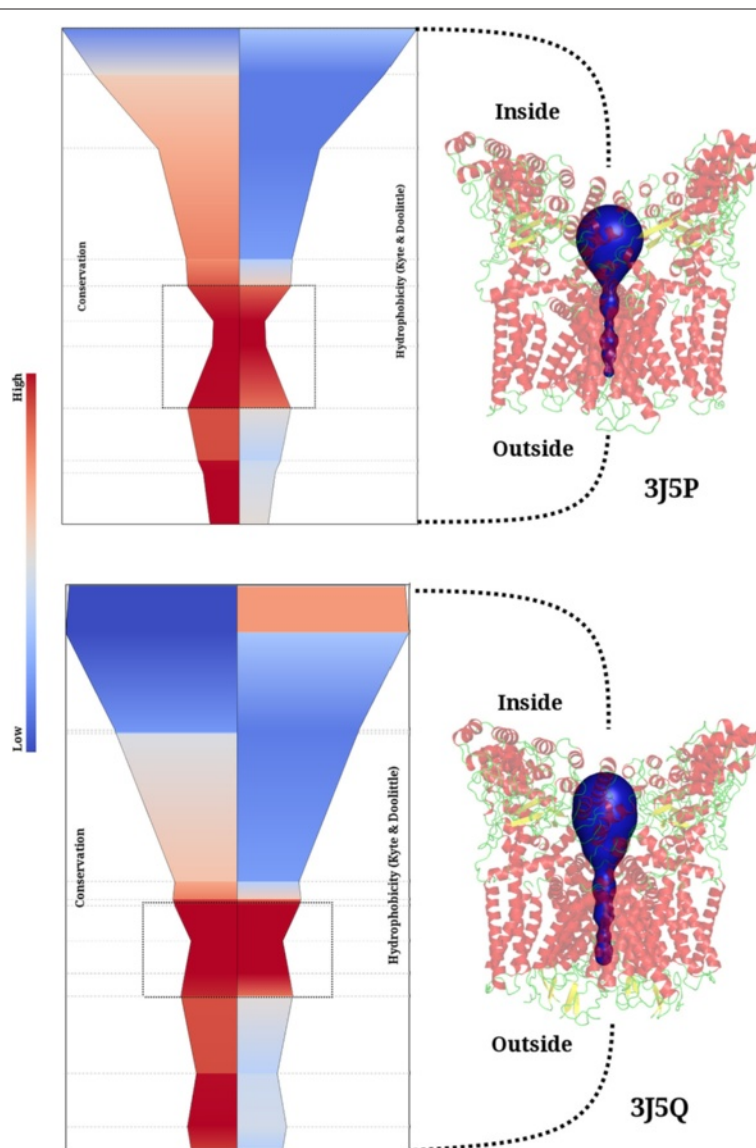 Conservation
Hydrophobicity (Kyte & Doolittle)
Inside
Outside
3J5P
High
Low
Conservation
Hydrophobicity (Kyte & Doolittle)
Inside
Outside
3J5Q